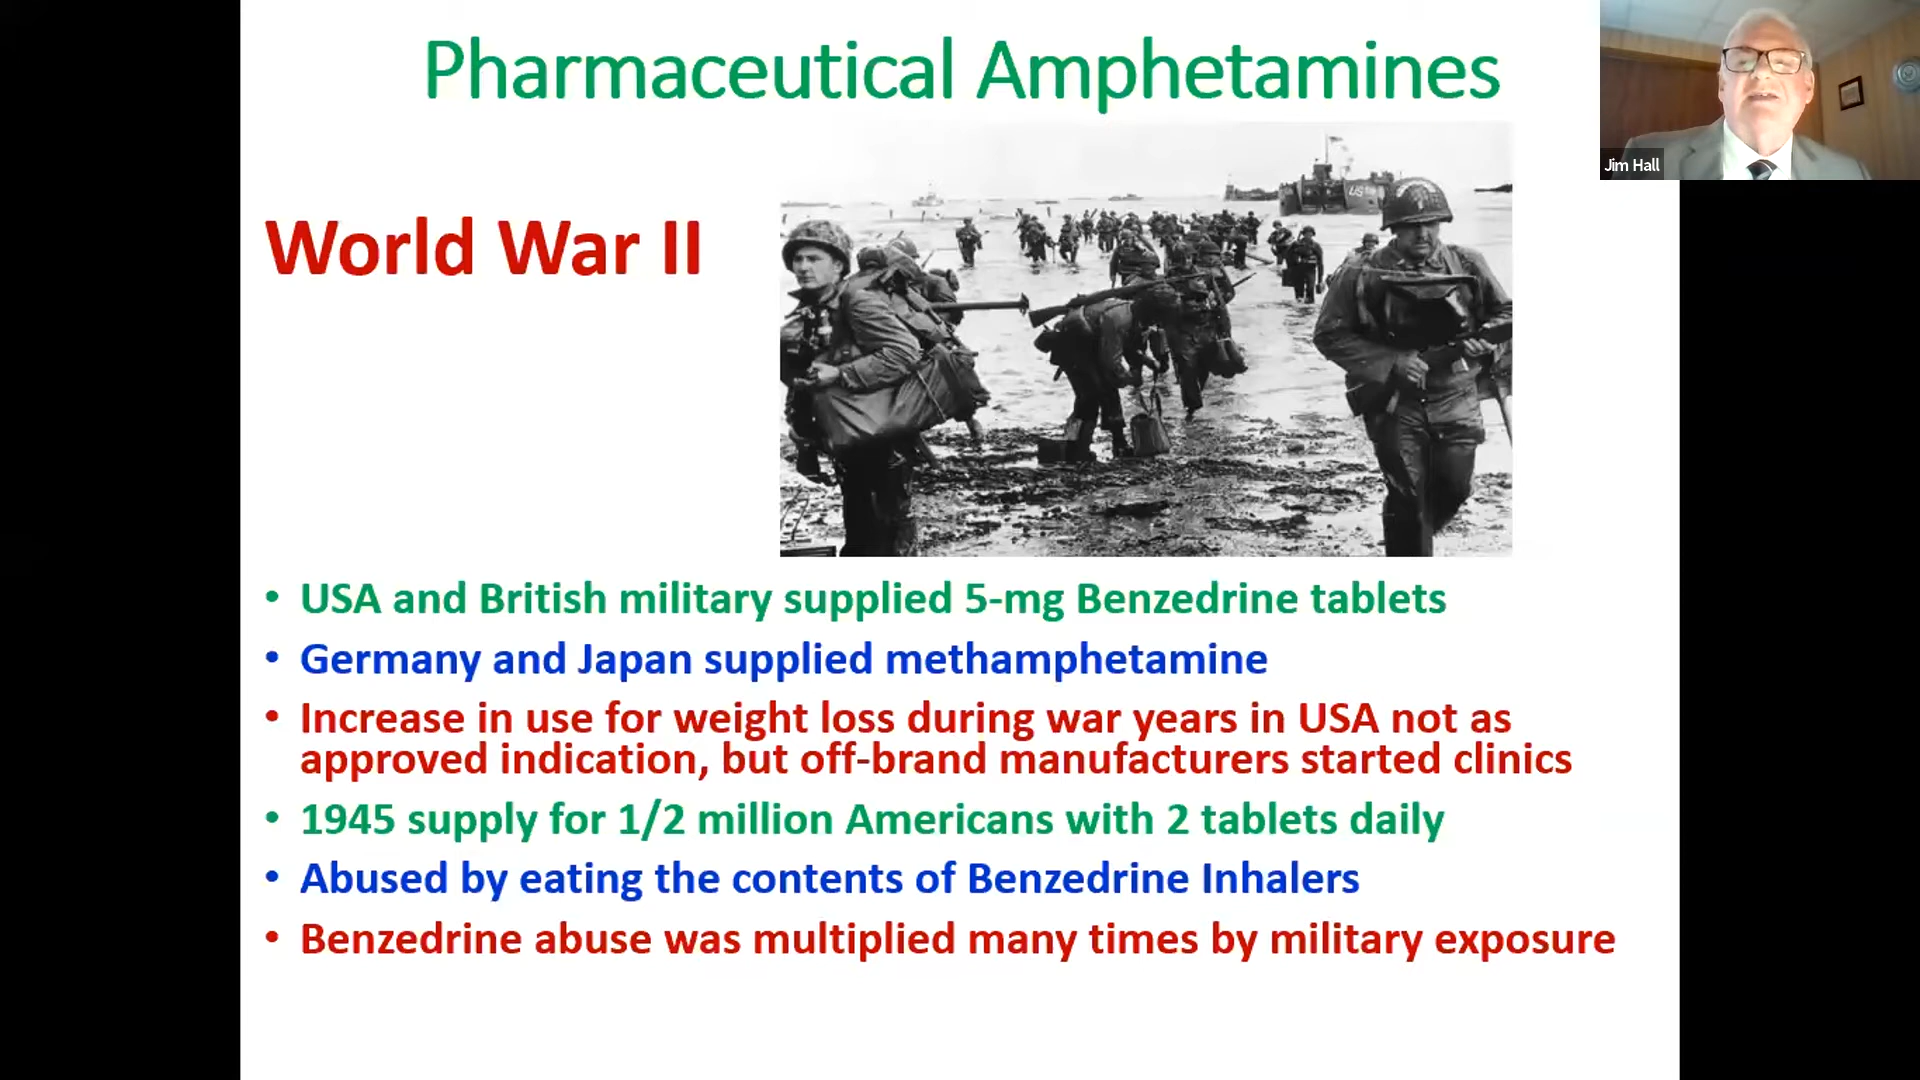 Pharmaceutical Amphetamines
Jim Hall
World War II
• USA and British military supplied 5-mg Benzedrine tablets
• Germany and Japan supplied methamphetamine
• Increase in use for weight loss during war years in USA not as
approved indication, but off-brand manufacturers started clinics
• 1945 supply for 1/2 million Americans with 2 tablets daily
• Abused by eating the contents of Benzedrine Inhalers
• Benzedrine abuse was multiplied many times by military exposure